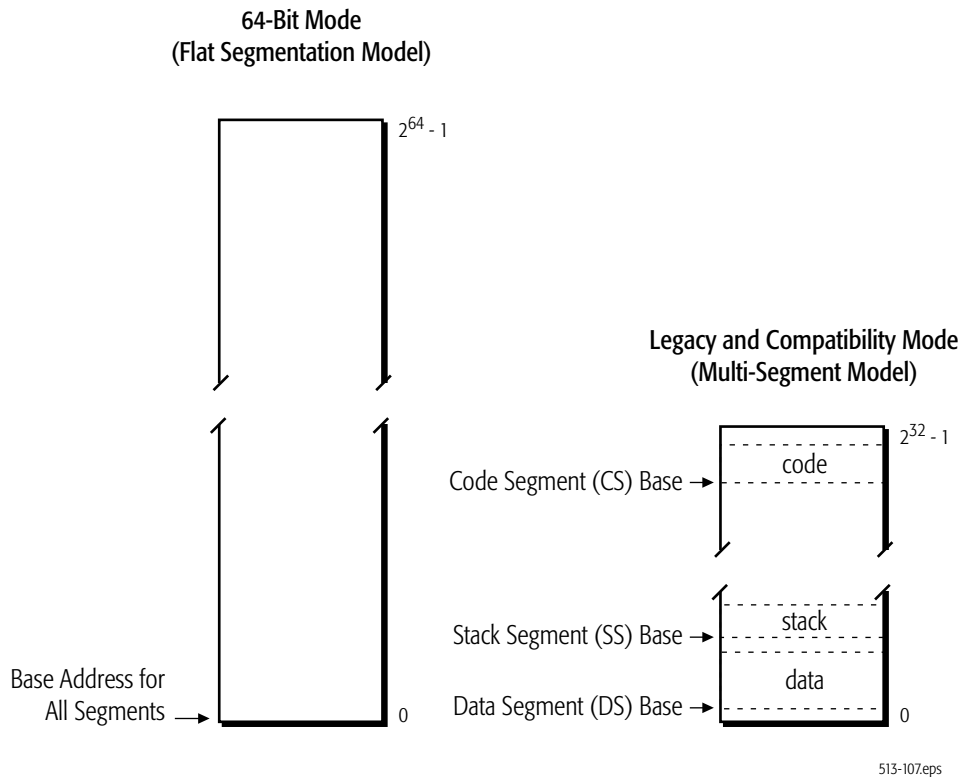 64-Bit Mode
(Flat Segmentation Model)
2^64 - 1
Legacy and Compatibility Mode
(Multi-Segment Model)
2^32 - 1
code
Code Segment (CS) Base
stack
Stack Segment (SS) Base
data
Base Address for
All Segments
0
Data Segment (DS) Base
0
513-107.eps